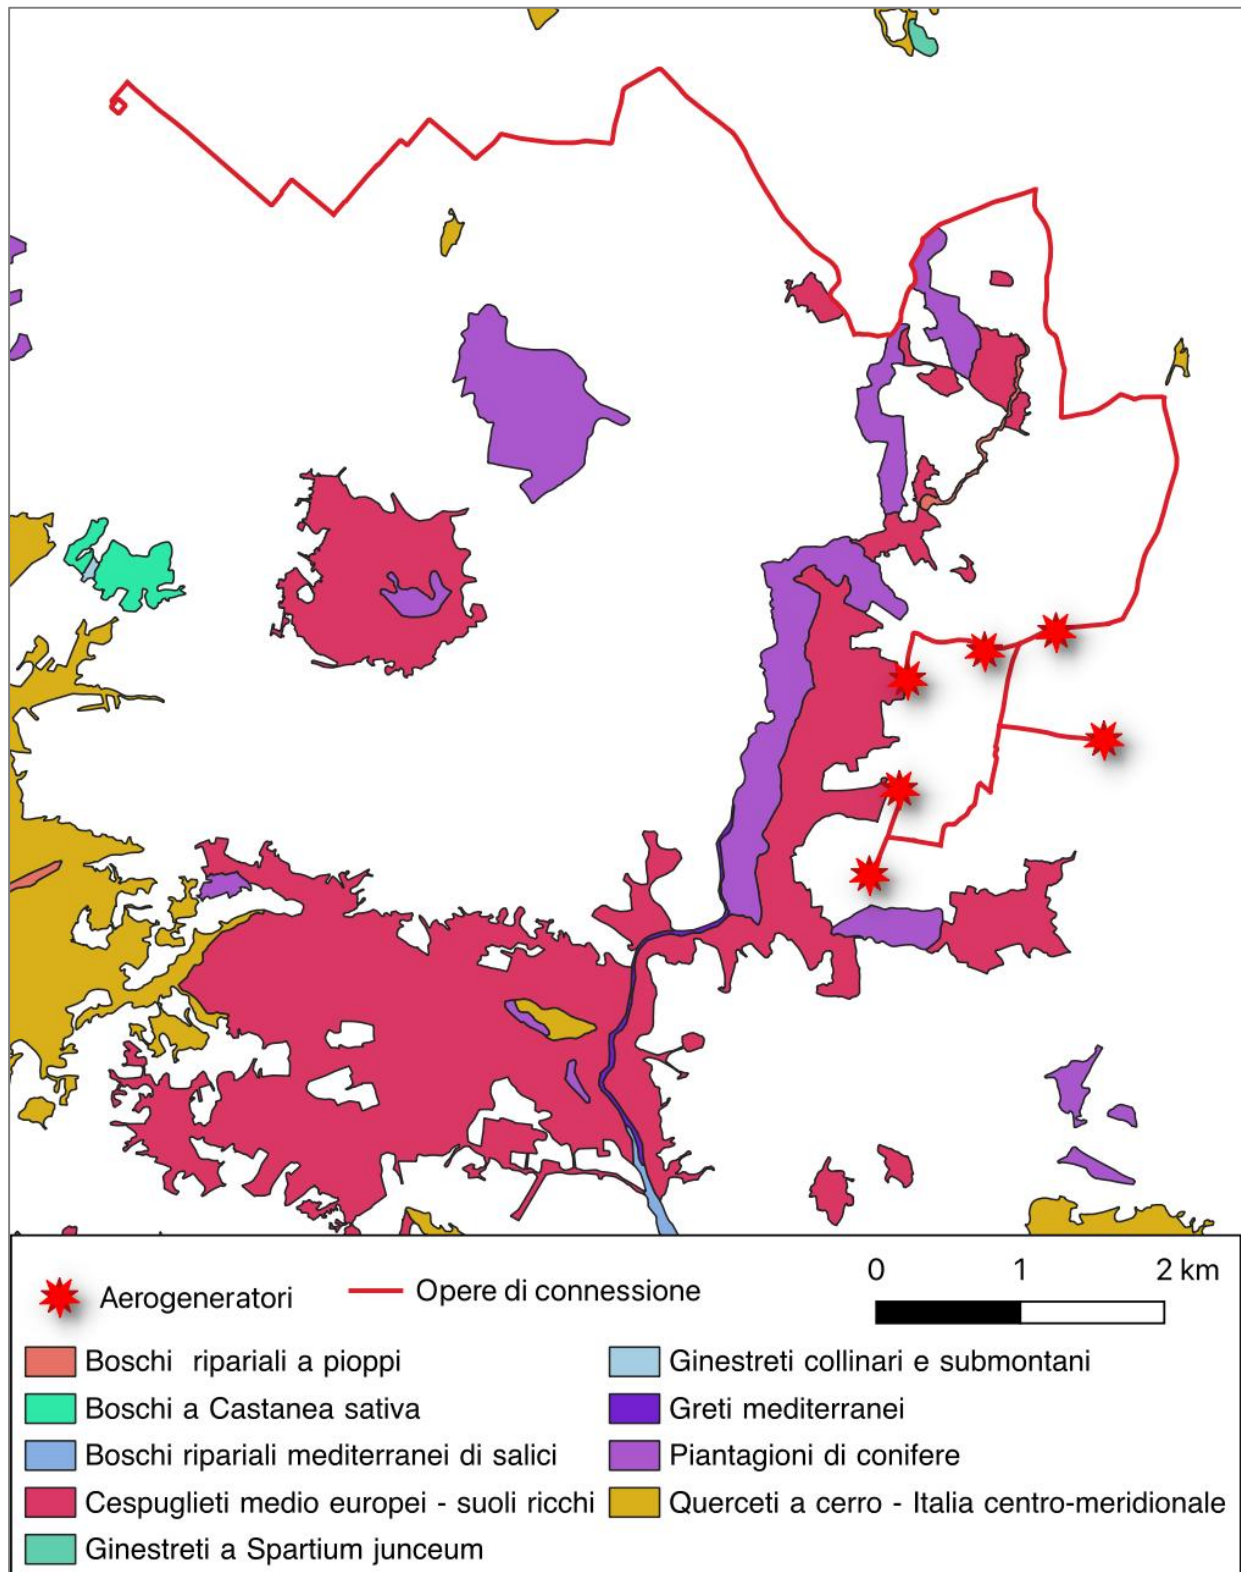 0 1 2 km
Aerogeneratori
Opere di connessione
Boschi ripariali a pioppi
Ginestreti collinari e submontani
Boschi a Castanea sativa
Greti mediterranei
Boschi ripariali mediterranei di salici
Piantagioni di conifere
Cespuglieti medio europei - suoli ricchi
Querceti a cerro - Italia centro-meridionale
Ginestreti a Spartium junceum